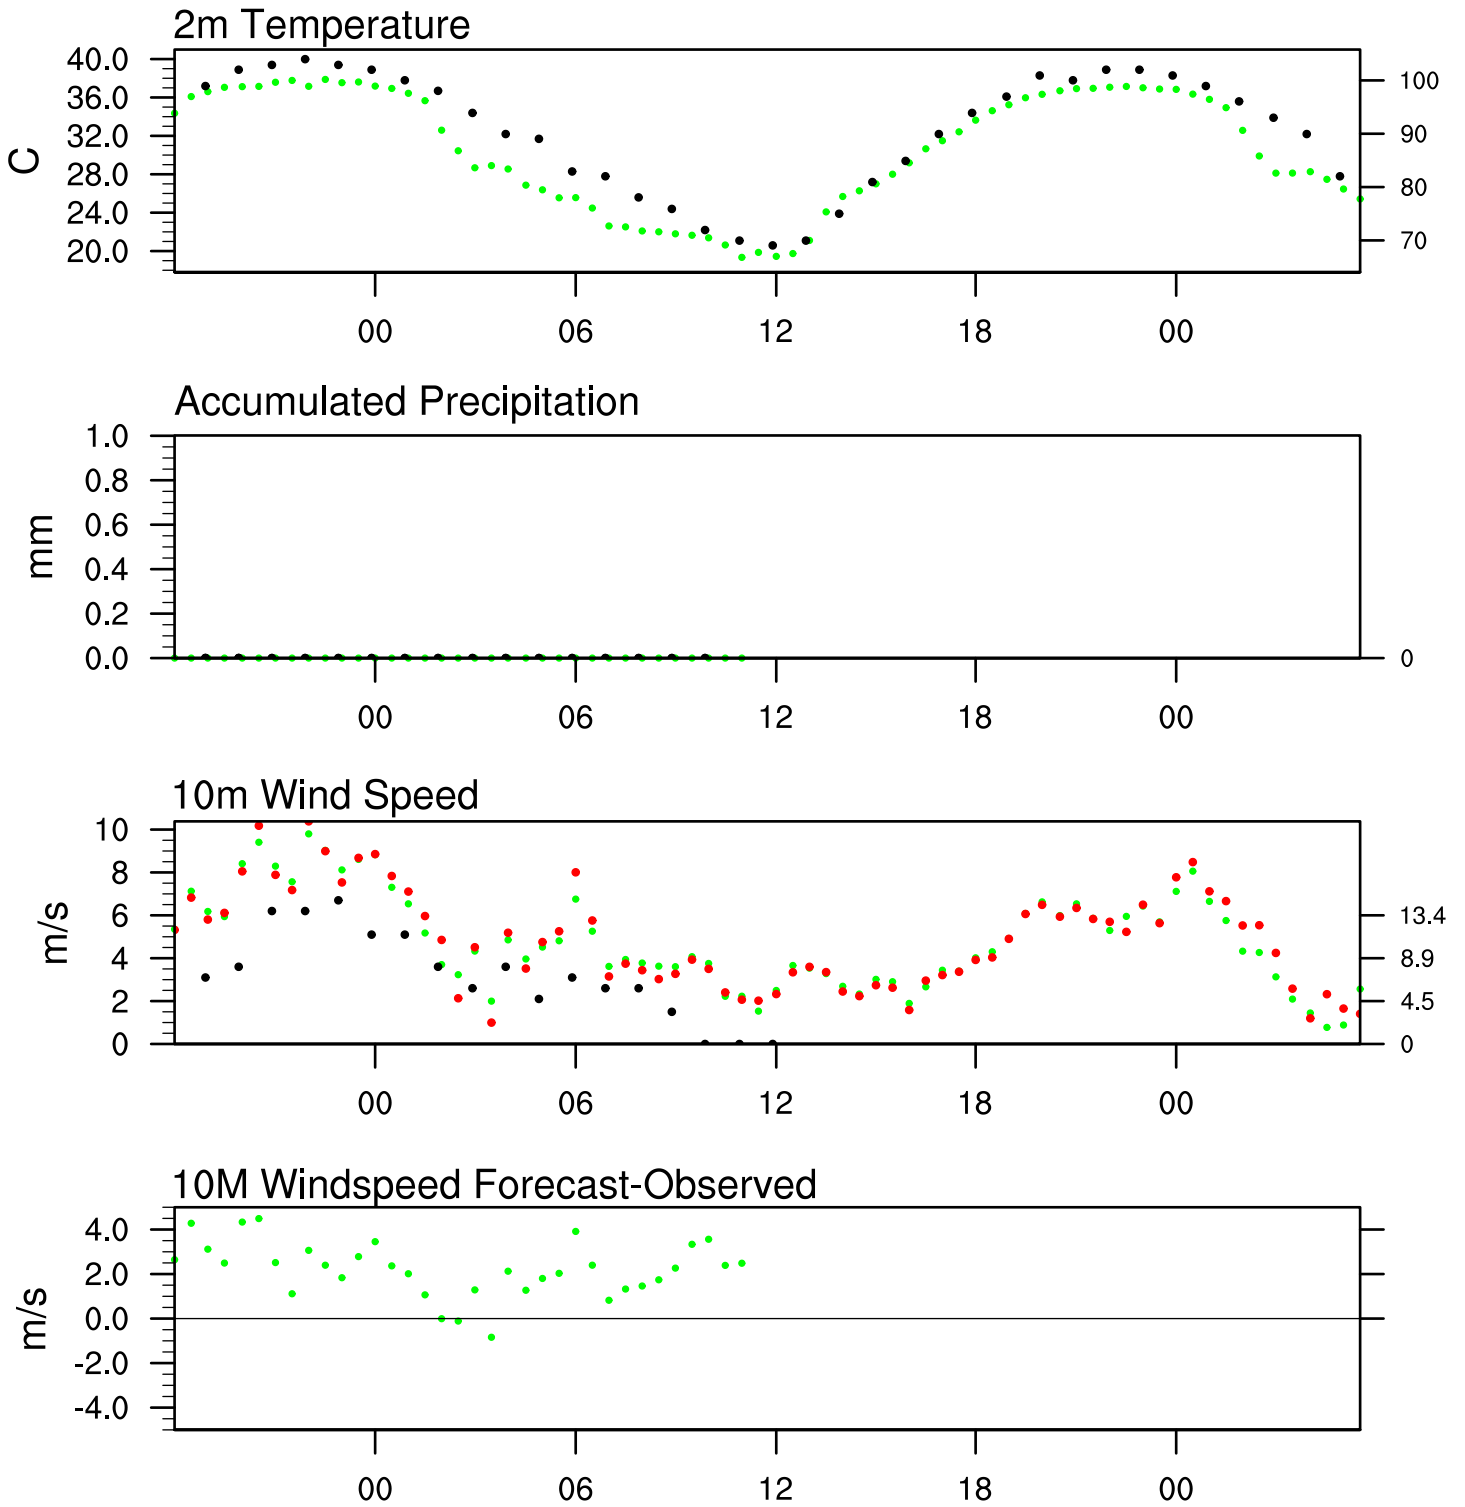 2m Temperature
40.0
36.0
32.0
28.0
24.0
20.0
C
100
90
80
70
00 06 12 18 00
Accumulated Precipitation
1.0
0.8
0.6
0.4
0.2
0.0
mm
0
00 06 12 18 00
10m Wind Speed
10
8
6
4
2
0
m/s
13.4
8.9
4.5
0
00 06 12 18 00
10M Windspeed Forecast-Observed
4.0
2.0
0.0
-2.0
-4.0
m/s
00 06 12 18 00